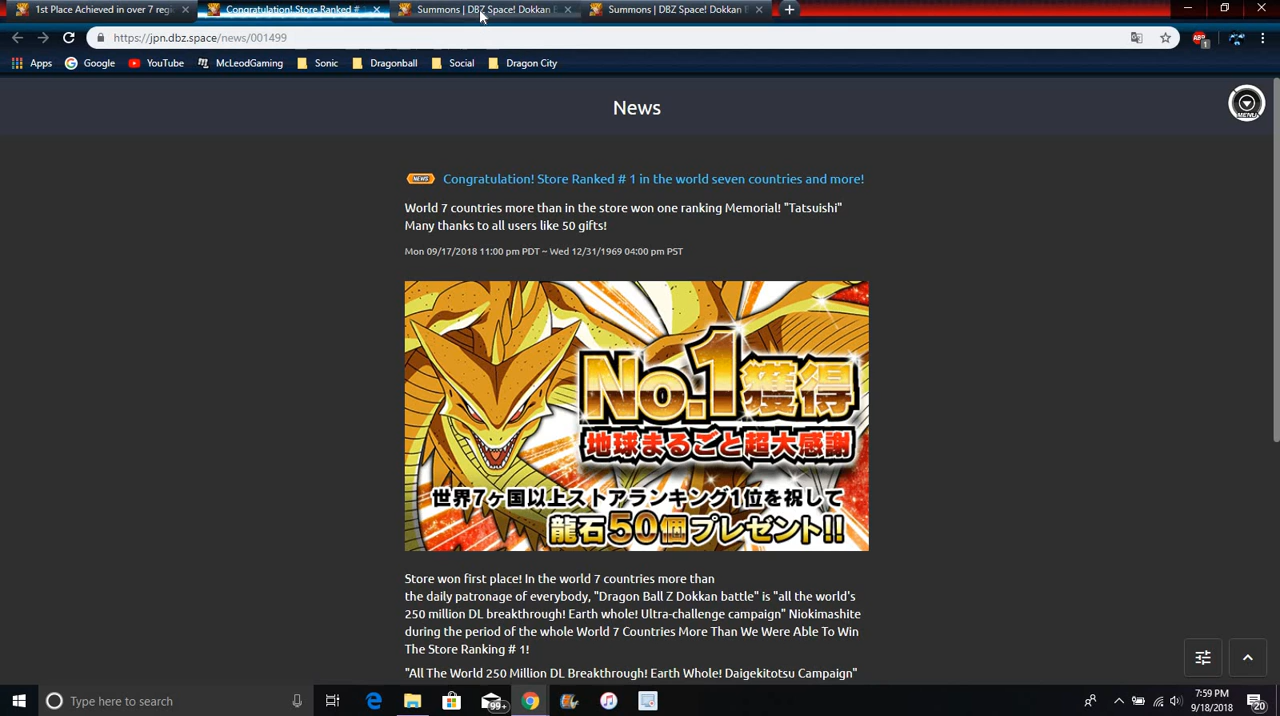 1st Place Achieved in over 7 regi
Congratulation! Store Ranked #
Summons | DBZ Space! Dokkan
Summons | DBZ Space! Dokkan
https://jpn.dbz.space/news/001499
ABP
1
Apps
Google
YouTube
McLeodGaming
Sonic
Dragonball
Social
Dragon City
News
MENU
NEWS Congratulation! Store Ranked # 1 in the world seven countries and more!
World 7 countries more than in the store won one ranking Memorial! "Tatsuishi"
Many thanks to all users like 50 gifts!
Mon 09/17/2018 11:00 pm PDT ~ Wed 12/31/1969 04:00 pm PST
No.1獲得
地球まるごと超大感謝
世界7ヶ国以上ストアランキング1位を祝して
龍石50個プレゼント!!
Store won first place! In the world 7 countries more than
the daily patronage of everybody, "Dragon Ball Z Dokkan battle" is "all the world's
250 million DL breakthrough! Earth whole! Ultra-challenge campaign" Niokimashite
during the period of the whole World 7 Countries More Than We Were Able To Win
The Store Ranking # 1!
"All The World 250 Million DL Breakthrough! Earth Whole! Daigekitotsu Campaign"
Type here to search
99+
7:59 PM
9/18/2018
20